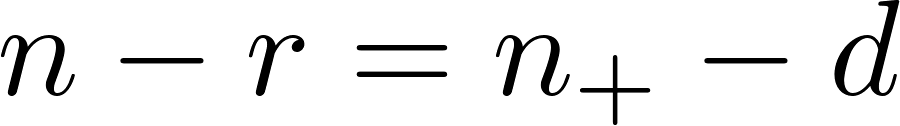 n − r = n₊ − d